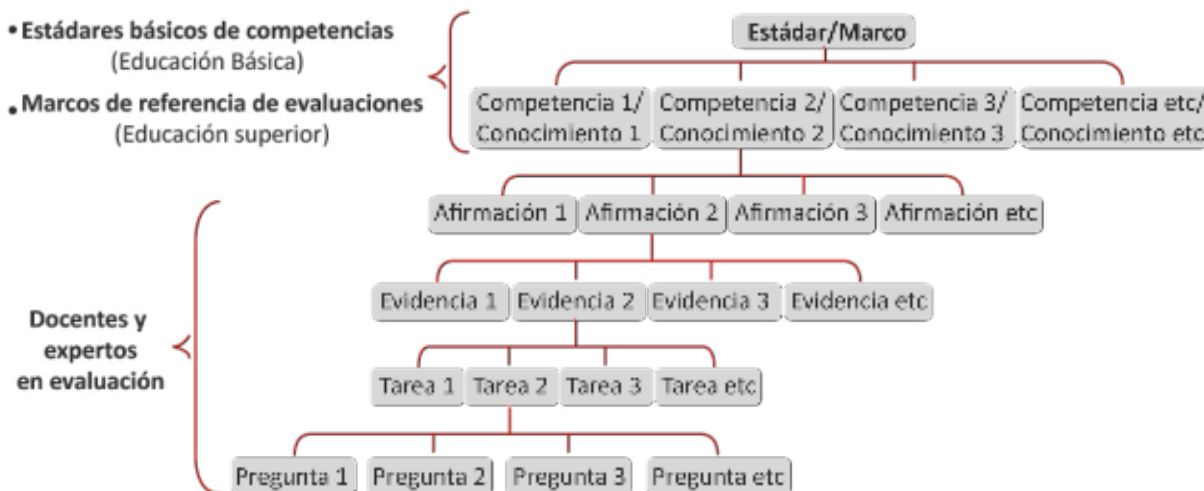 • Estádares básicos de competencias
(Educación Básica)
• Marcos de referencia de evaluaciones
(Educación superior)
Estádar/Marco
Competencia 1/
Conocimiento 1
Competencia 2/
Conocimiento 2
Competencia 3/
Conocimiento 3
Competencia etc/
Conocimiento etc
Afirmación 1
Afirmación 2
Afirmación 3
Afirmación etc
Docentes y
expertos
en evaluación
Evidencia 1
Evidencia 2
Evidencia 3
Evidencia etc
Tarea 1
Tarea 2
Tarea 3
Tarea etc
Pregunta 1
Pregunta 2
Pregunta 3
Pregunta etc